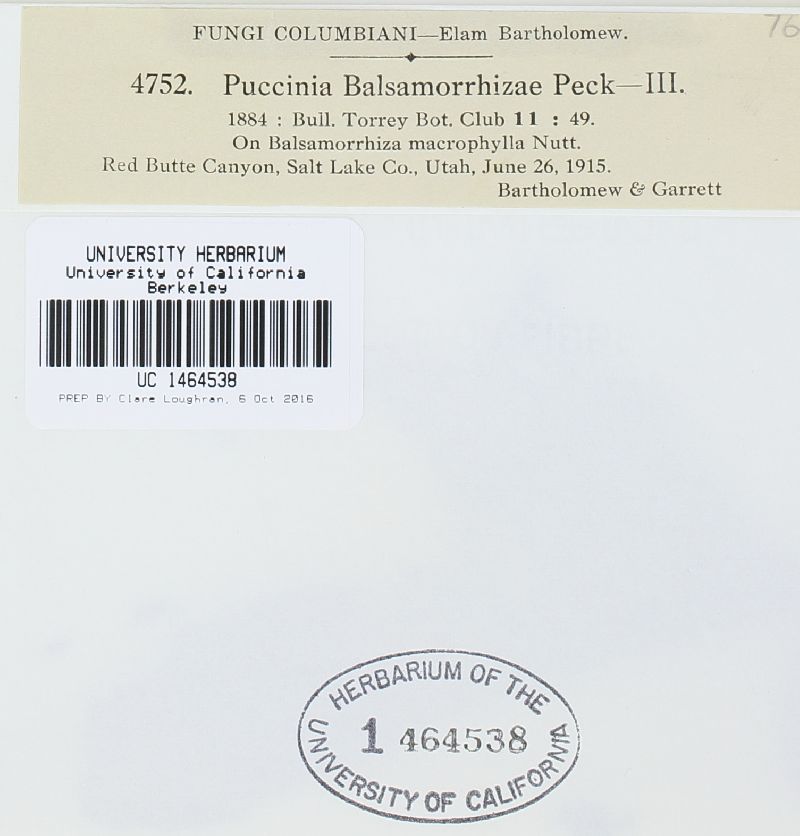 76
FUNGI COLUMBIANI—Elam Bartholomew.
4752. Puccinia Balsamorrhizae Peck—III.
1884 : Bull. Torrey Bot. Club 11 : 49.
On Balsamorrhiza macrophylla Nutt.
Red Butte Canyon, Salt Lake Co., Utah, June 26, 1915.
Bartholomew & Garrett
UNIVERSITY HERBARIUM
University of California
Berkeley
UC 1464538
PREP BY Clare Loughran, 6 Oct 2016
HERBARIUM OF THE
1 464538
UNIVERSITY OF CALIFORNIA